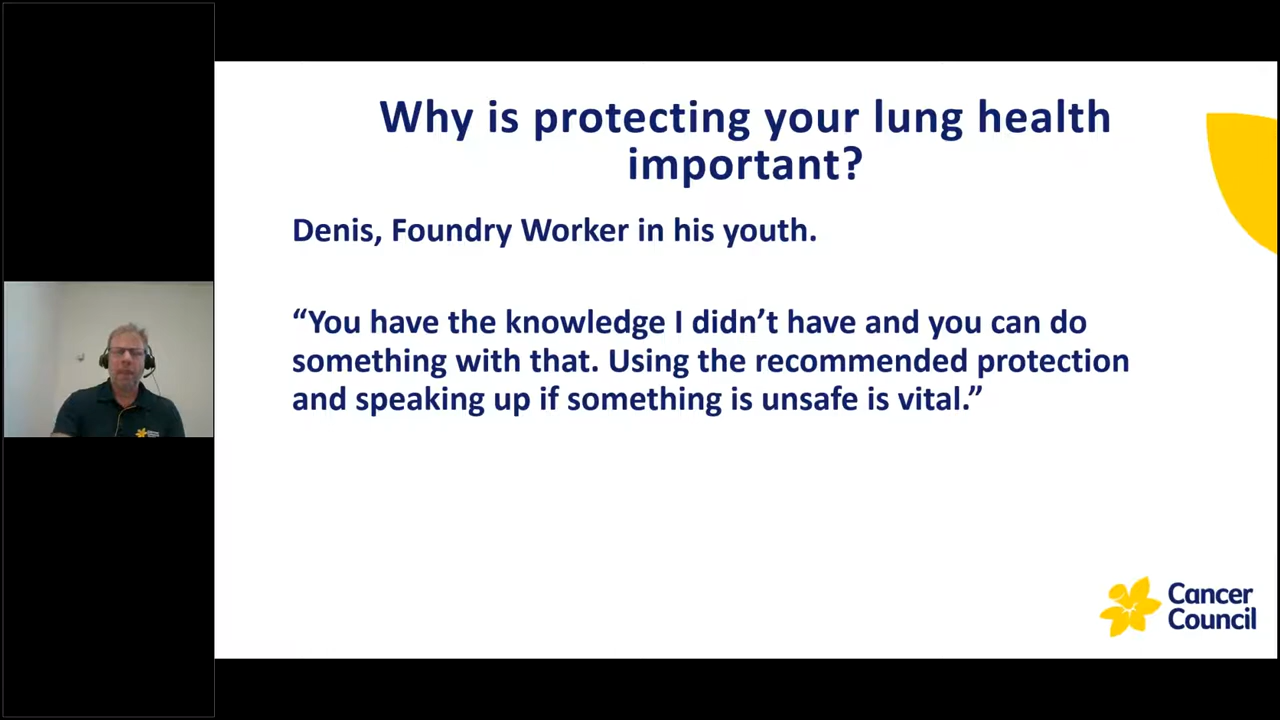 Why is protecting your lung health
important?
Denis, Foundry Worker in his youth.
“You have the knowledge I didn’t have and you can do
something with that. Using the recommended protection
and speaking up if something is unsafe is vital.”
Cancer
Council